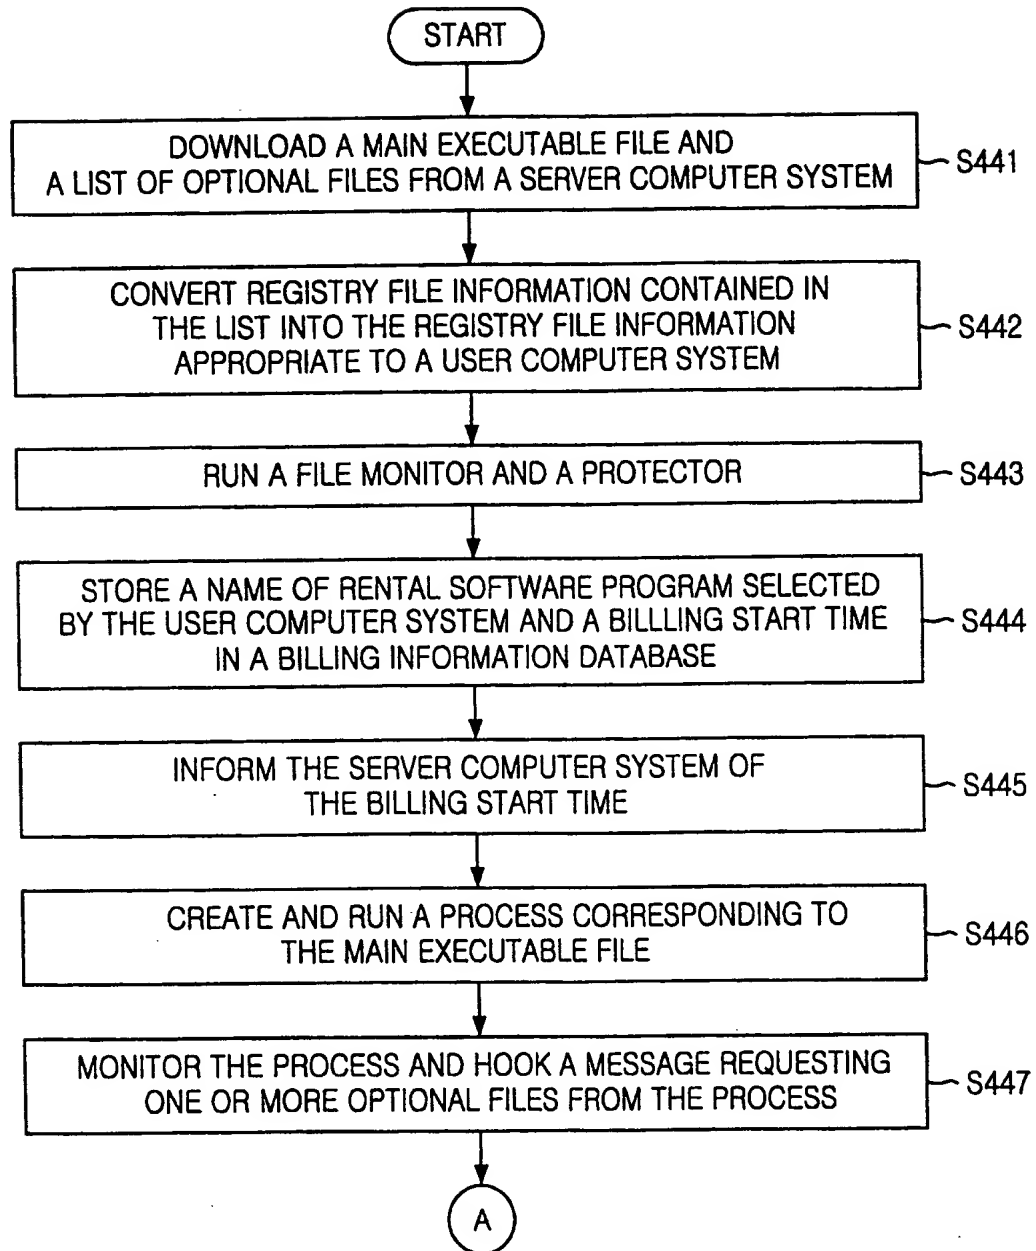 START
DOWNLOAD A MAIN EXECUTABLE FILE AND
A LIST OF OPTIONAL FILES FROM A SERVER COMPUTER SYSTEM
S441
CONVERT REGISTRY FILE INFORMATION CONTAINED IN
THE LIST INTO THE REGISTRY FILE INFORMATION
APPROPRIATE TO A USER COMPUTER SYSTEM
S442
RUN A FILE MONITOR AND A PROTECTOR
S443
STORE A NAME OF RENTAL SOFTWARE PROGRAM SELECTED
BY THE USER COMPUTER SYSTEM AND A BILLLING START TIME
IN A BILLING INFORMATION DATABASE
S444
INFORM THE SERVER COMPUTER SYSTEM OF
THE BILLING START TIME
S445
CREATE AND RUN A PROCESS CORRESPONDING TO
THE MAIN EXECUTABLE FILE
S446
MONITOR THE PROCESS AND HOOK A MESSAGE REQUESTING
ONE OR MORE OPTIONAL FILES FROM THE PROCESS
S447
A